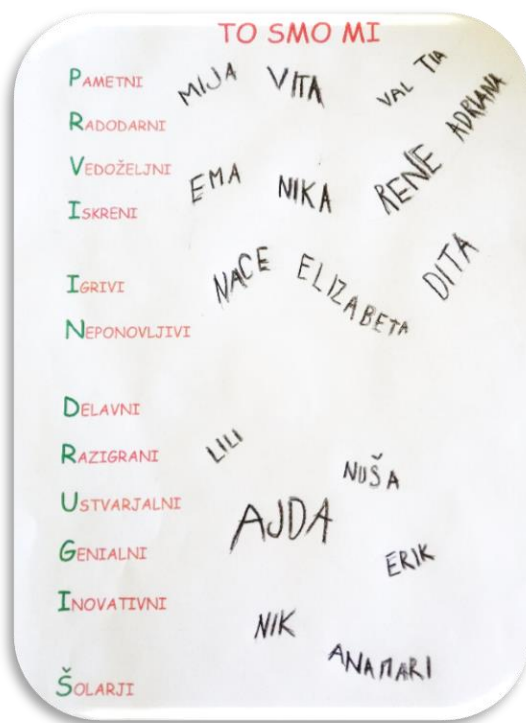 TO SMO MI
PAMETNI
MIJA
VITA
VAL
TIA
ADRIANA
RADODARNI
VEDOŽELJNI
EMA
NIKA
RENE
ISKRENI
IGRIVI
NACE
ELIZABETA
DITA
NEPONOVLJIVI
DELAVNI
RAZIGRANI
LILI
NUŠA
USTVARJALNI
AJDA
GENIALNI
ERIK
INOVATIVNI
NIK
ANAMARI
ŠOLARJI